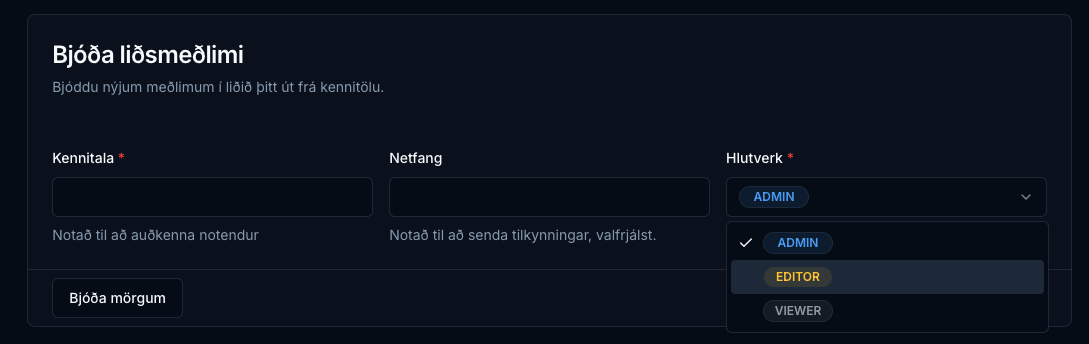 Bjóða liðsmeðlimi
Bjóddu nýjum meðlimum í liðið þitt út frá kennitölu.
Kennitala *
Netfang
Hlutverk *
ADMIN
Notað til að auðkenna notendur
Notað til að senda tilkynningar, valfrjálst.
ADMIN
EDITOR
VIEWER
Bjóða mörgum